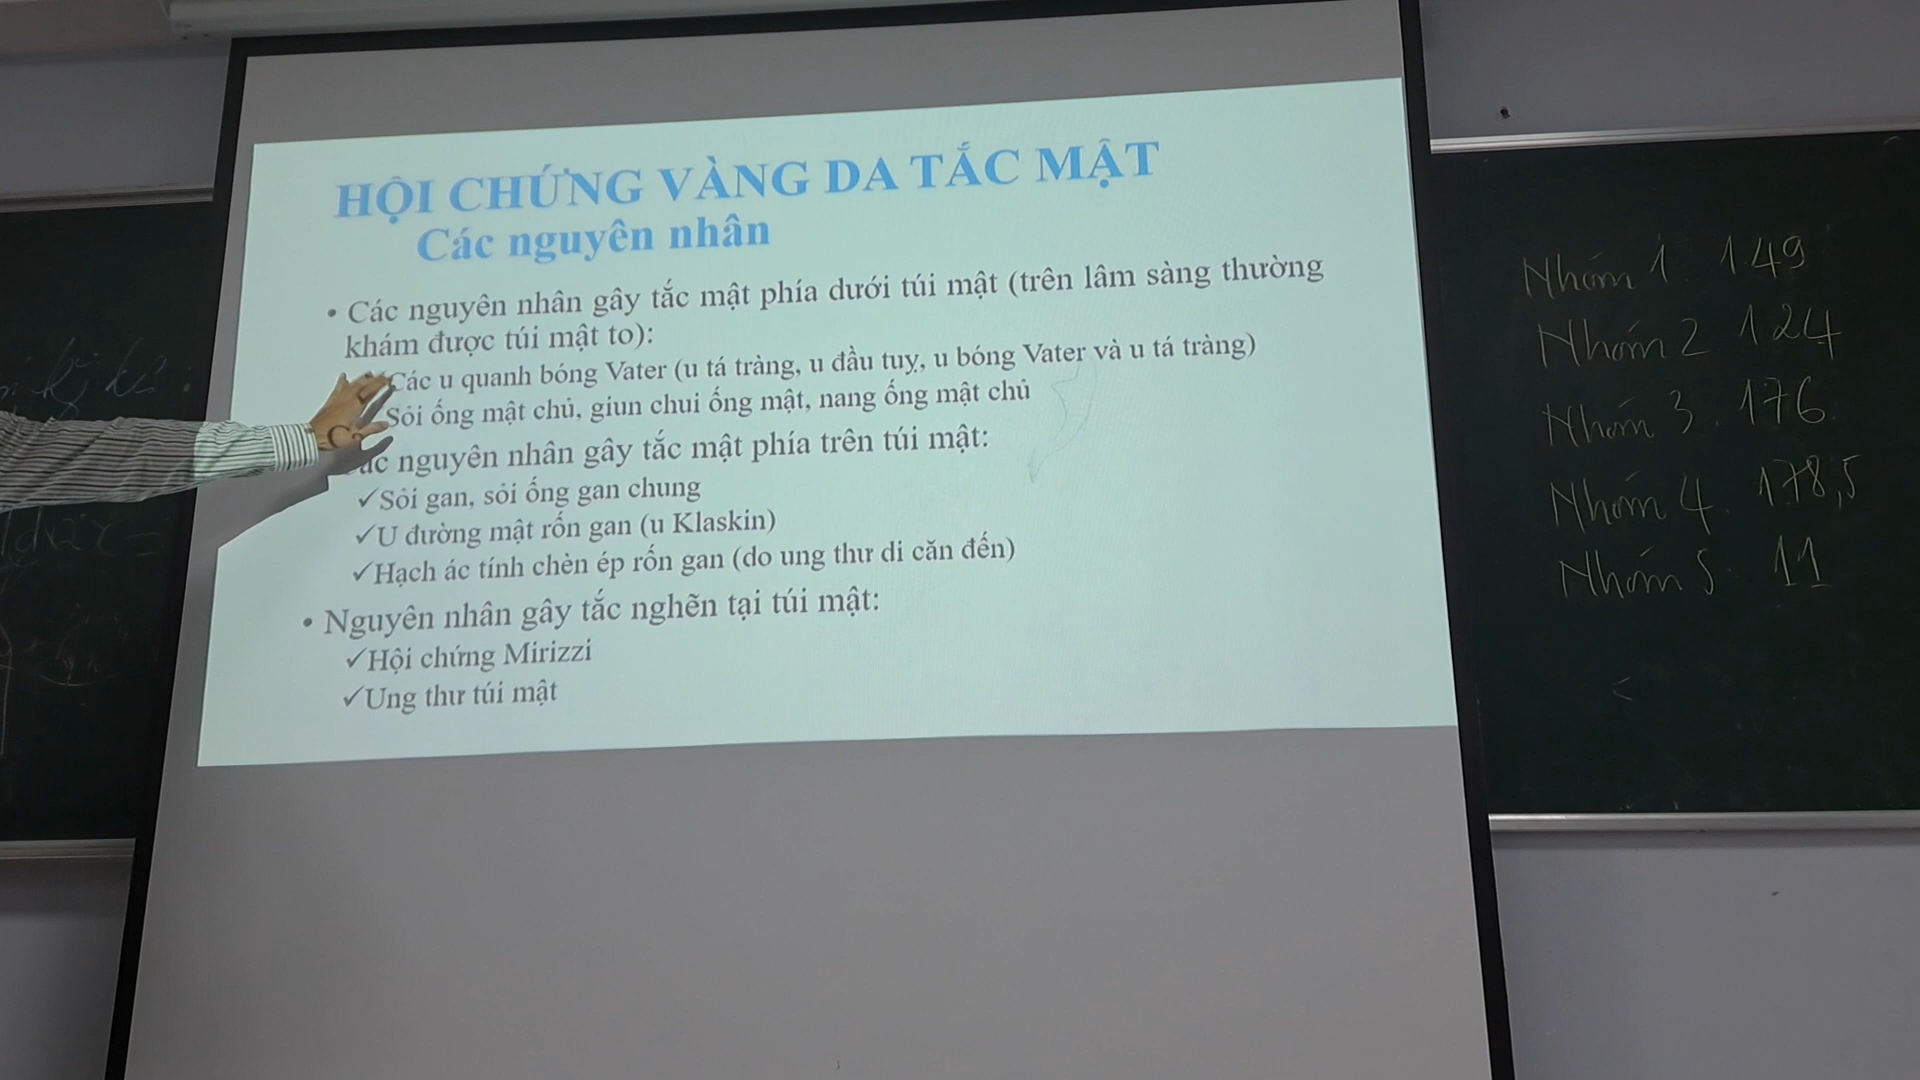 HỘI CHỨNG VÀNG DA TẮC MẬT
Các nguyên nhân
• Các nguyên nhân gây tắc mật phía dưới túi mật (trên lâm sàng thường
khám được túi mật to):
Các u quanh bóng Vater (u tá tràng, u đầu tuỵ, u bóng Vater và u tá tràng)
Sỏi ống mật chủ, giun chui ống mật, nang ống mật chủ
nguyên nhân gây tắc mật phía trên túi mật:
✓Sỏi gan, sỏi ống gan chung
✓U đường mật rốn gan (u Klaskin)
✓Hạch ác tính chèn ép rốn gan (do ung thư di căn đến)
• Nguyên nhân gây tắc nghẽn tại túi mật:
✓Hội chứng Mirizzi
✓Ung thư túi mật
Nhóm 1 149
Nhóm 2 124
Nhóm 3. 176
Nhóm 4. 178,5
Nhóm 5 11